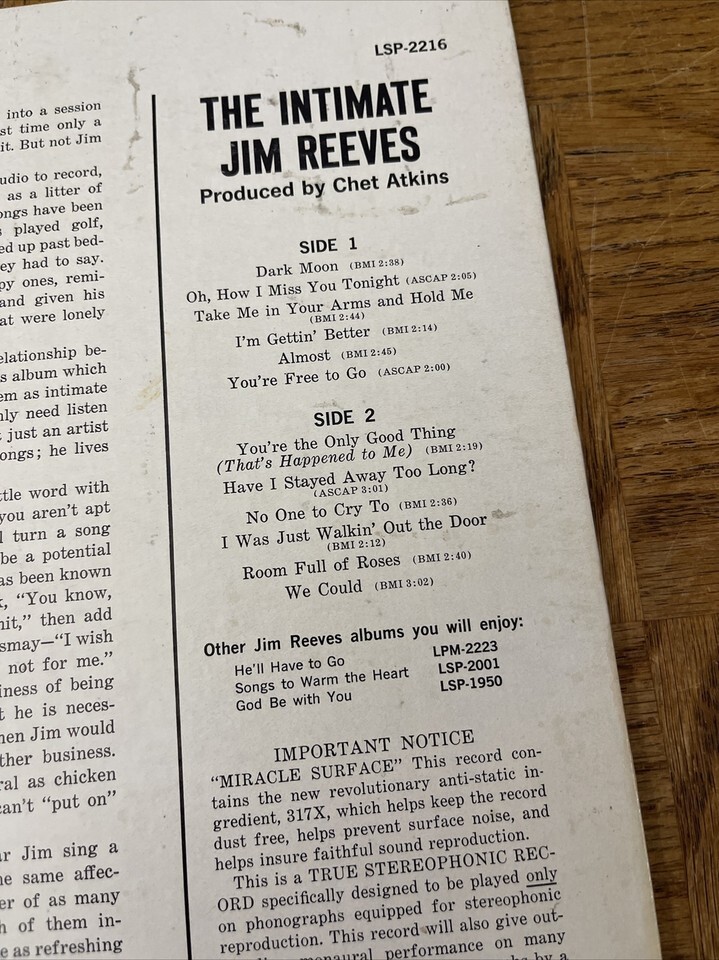 into a session
st time only a
it. But not Jim
udio to record,
as a litter of
ongs have been
s played golf,
ed up past bed-
ey had to say.
py ones, remi-
and given his
at were lonely
elationship be-
s album which
em as intimate
nly need listen
just an artist
ongs; he lives
ttle word with
you aren't apt
l turn a song
be a potential
as been known
k, "You know,
hit," then add
smay—"I wish
not for me."
iness of being
t he is neces-
hen Jim would
ther business.
ral as chicken
can't "put on"
ar Jim sing a
he same affec-
er of as many
h of them in-
e as refreshing
LSP-2216
THE INTIMATE
JIM REEVES
Produced by Chet Atkins
SIDE 1
Dark Moon (BMI 2:38)
Oh, How I Miss You Tonight (ASCAP 2:05)
Take Me in Your Arms and Hold Me
(BMI 2:44)
I'm Gettin' Better (BMI 2:14)
Almost (BMI 2:45)
You're Free to Go (ASCAP 2:00)
SIDE 2
You're the Only Good Thing
(That's Happened to Me) (BMI 2:19)
Have I Stayed Away Too Long?
(ASCAP 3:01)
No One to Cry To (BMI 2:36)
I Was Just Walkin' Out the Door
(BMI 2:12)
Room Full of Roses (BMI 2:40)
We Could (BMI 3:02)
Other Jim Reeves albums you will enjoy:
He'll Have to Go LPM-2223
Songs to Warm the Heart LSP-2001
God Be with You LSP-1950
IMPORTANT NOTICE
"MIRACLE SURFACE" This record con-
tains the new revolutionary anti-static in-
gredient, 317X, which helps keep the record
dust free, helps prevent surface noise, and
helps insure faithful sound reproduction.
This is a TRUE STEREOPHONIC REC-
ORD specifically designed to be played only
on phonographs equipped for stereophonic
reproduction. This record will also give out-
monaural performance on many
by a